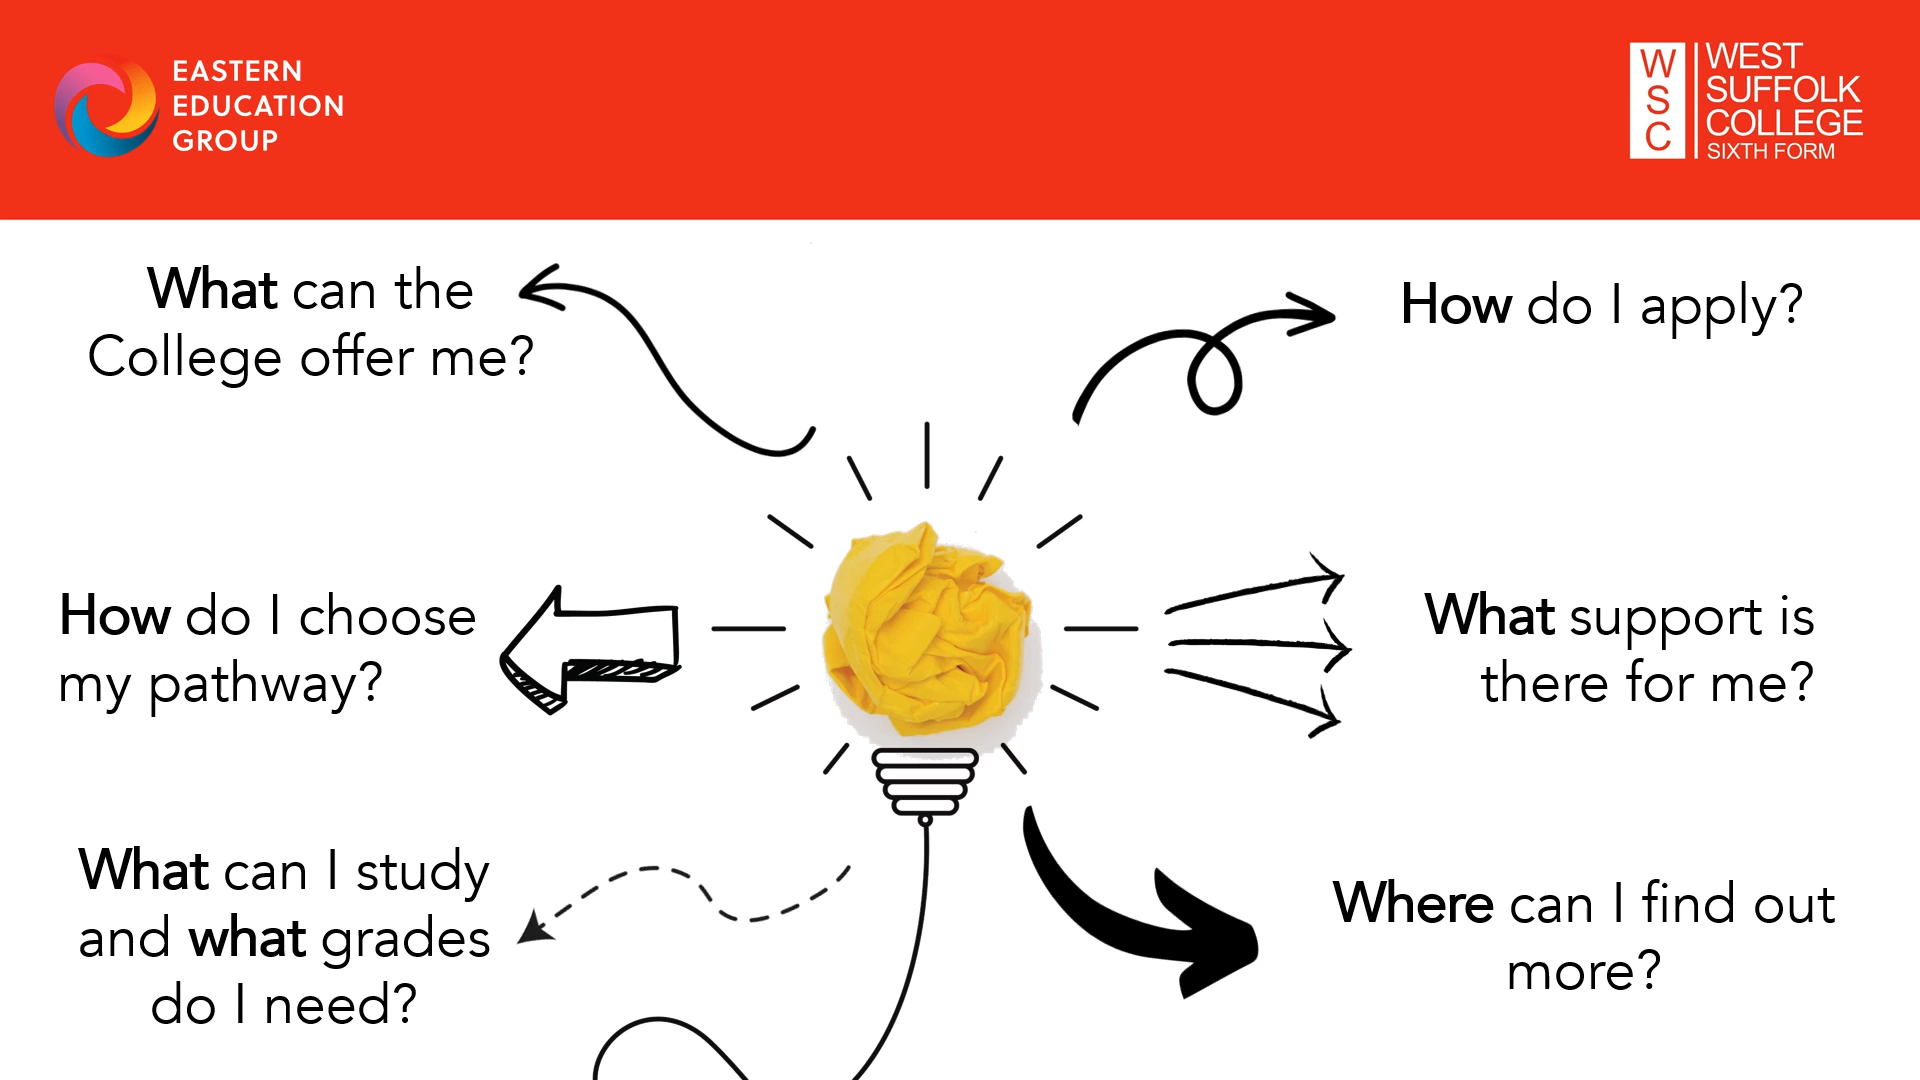 EASTERN
EDUCATION
GROUP
W
S
C
WEST
SUFFOLK
COLLEGE
SIXTH FORM
What can the
College offer me?
How do I apply?
How do I choose
my pathway?
What support is
there for me?
What can I study
and what grades
do I need?
Where can I find out
more?